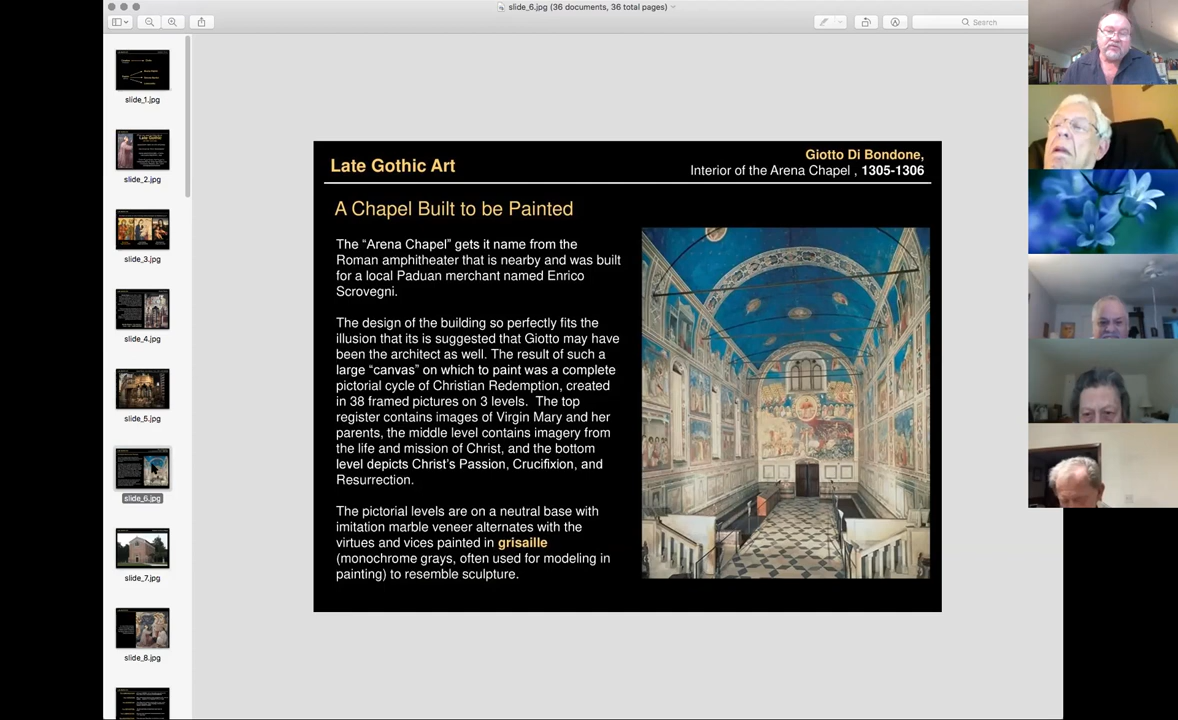 slide_6.jpg (36 documents, 36 total pages)
Search
slide_1.jpg
slide_2.jpg
slide_3.jpg
slide_4.jpg
slide_5.jpg
slide_6.jpg
slide_7.jpg
slide_8.jpg
Late Gothic Art
Giotto Di Bondone,
Interior of the Arena Chapel , 1305-1306
A Chapel Built to be Painted
The “Arena Chapel” gets it name from the
Roman amphitheater that is nearby and was built
for a local Paduan merchant named Enrico
Scrovegni.
The design of the building so perfectly fits the
illusion that its is suggested that Giotto may have
been the architect as well. The result of such a
large “canvas” on which to paint was a complete
pictorial cycle of Christian Redemption, created
in 38 framed pictures on 3 levels. The top
register contains images of Virgin Mary and her
parents, the middle level contains imagery from
the life and mission of Christ, and the bottom
level depicts Christ’s Passion, Crucifixion, and
Resurrection.
The pictorial levels are on a neutral base with
imitation marble veneer alternates with the
virtues and vices painted in grisaille
(monochrome grays, often used for modeling in
painting) to resemble sculpture.